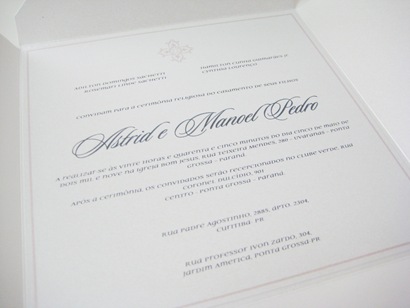 Convidam para a cerimônia religiosa do casamento de seus filhos
Astrid e Manoel Pedro
a realizar-se às vinte horas e quarenta e cinco minutos do dia cinco de maio de
dois mil e nove na Igreja Bom Jesus, Rua Teixeira Mendes, - Uvaranas - Ponta
Grossa - Paraná.
Após a cerimônia, os convidados serão recepcionados no Clube Verde, Rua
Coronel Dulcídio, 901,
Centro - Ponta Grossa - Paraná.
Rua Padre Agostinho, 2885, apto. 2304,
Curitiba PR
Rua Professor Ivon Zardo, 304,
Jardim America, Ponta Grossa PR